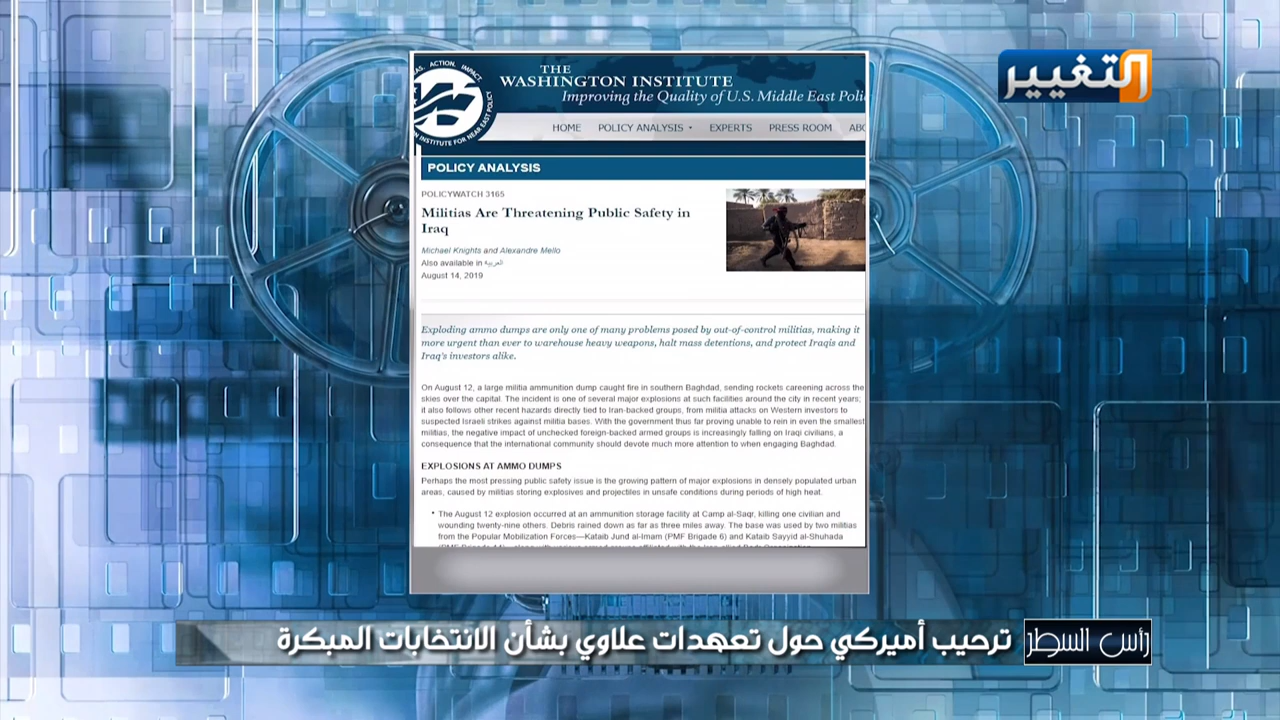 التغيير
IDEAS. ACTION. IMPACT.
INSTITUTE FOR NEAR EAST POLICY
THE
WASHINGTON INSTITUTE
Improving the Quality of U.S. Middle East
HOME POLICY ANALYSIS EXPERTS PRESS ROOM
POLICY ANALYSIS
POLICYWATCH 3165
Militias Are Threatening Public Safety in
Iraq
Michael Knights and Alexandre Mello
Also available in العربية
August 14, 2019
Exploding ammo dumps are only one of many problems posed by out-of-control militias, making it
more urgent than ever to warehouse heavy weapons, halt mass detentions, and protect Iraqis and
Iraq's investors alike.
On August 12, a large militia ammunition dump caught fire in southern Baghdad, sending rockets careening across the
skies over the capital. The incident is one of several major explosions at such facilities around the city in recent years;
it also follows other recent hazards directly tied to Iran-backed groups, from militia attacks on Western investors to
suspected Israeli strikes against militia bases. With the government thus far proving unable to rein in even the smallest
militias, the negative impact of unchecked foreign-backed armed groups is increasingly falling on Iraqi civilians, a
consequence that the international community should devote much more attention to when engaging Baghdad.
EXPLOSIONS AT AMMO DUMPS
Perhaps the most pressing public safety issue is the growing pattern of major explosions in densely populated urban
areas, caused by militias storing explosives and projectiles in unsafe conditions during periods of high heat.
• The August 12 explosion occurred at an ammunition storage facility at Camp al-Saqr, killing one civilian and
wounding twenty-nine others. Debris rained down as far as three miles away. The base was used by two militias
from the Popular Mobilization Forces—Kataib Jund al-Imam (PMF Brigade 6) and Kataib Sayyid al-Shuhada
رأس السطر
ترحيب أميركي حول تعهدات علاوي بشأن الانتخابات المبكرة